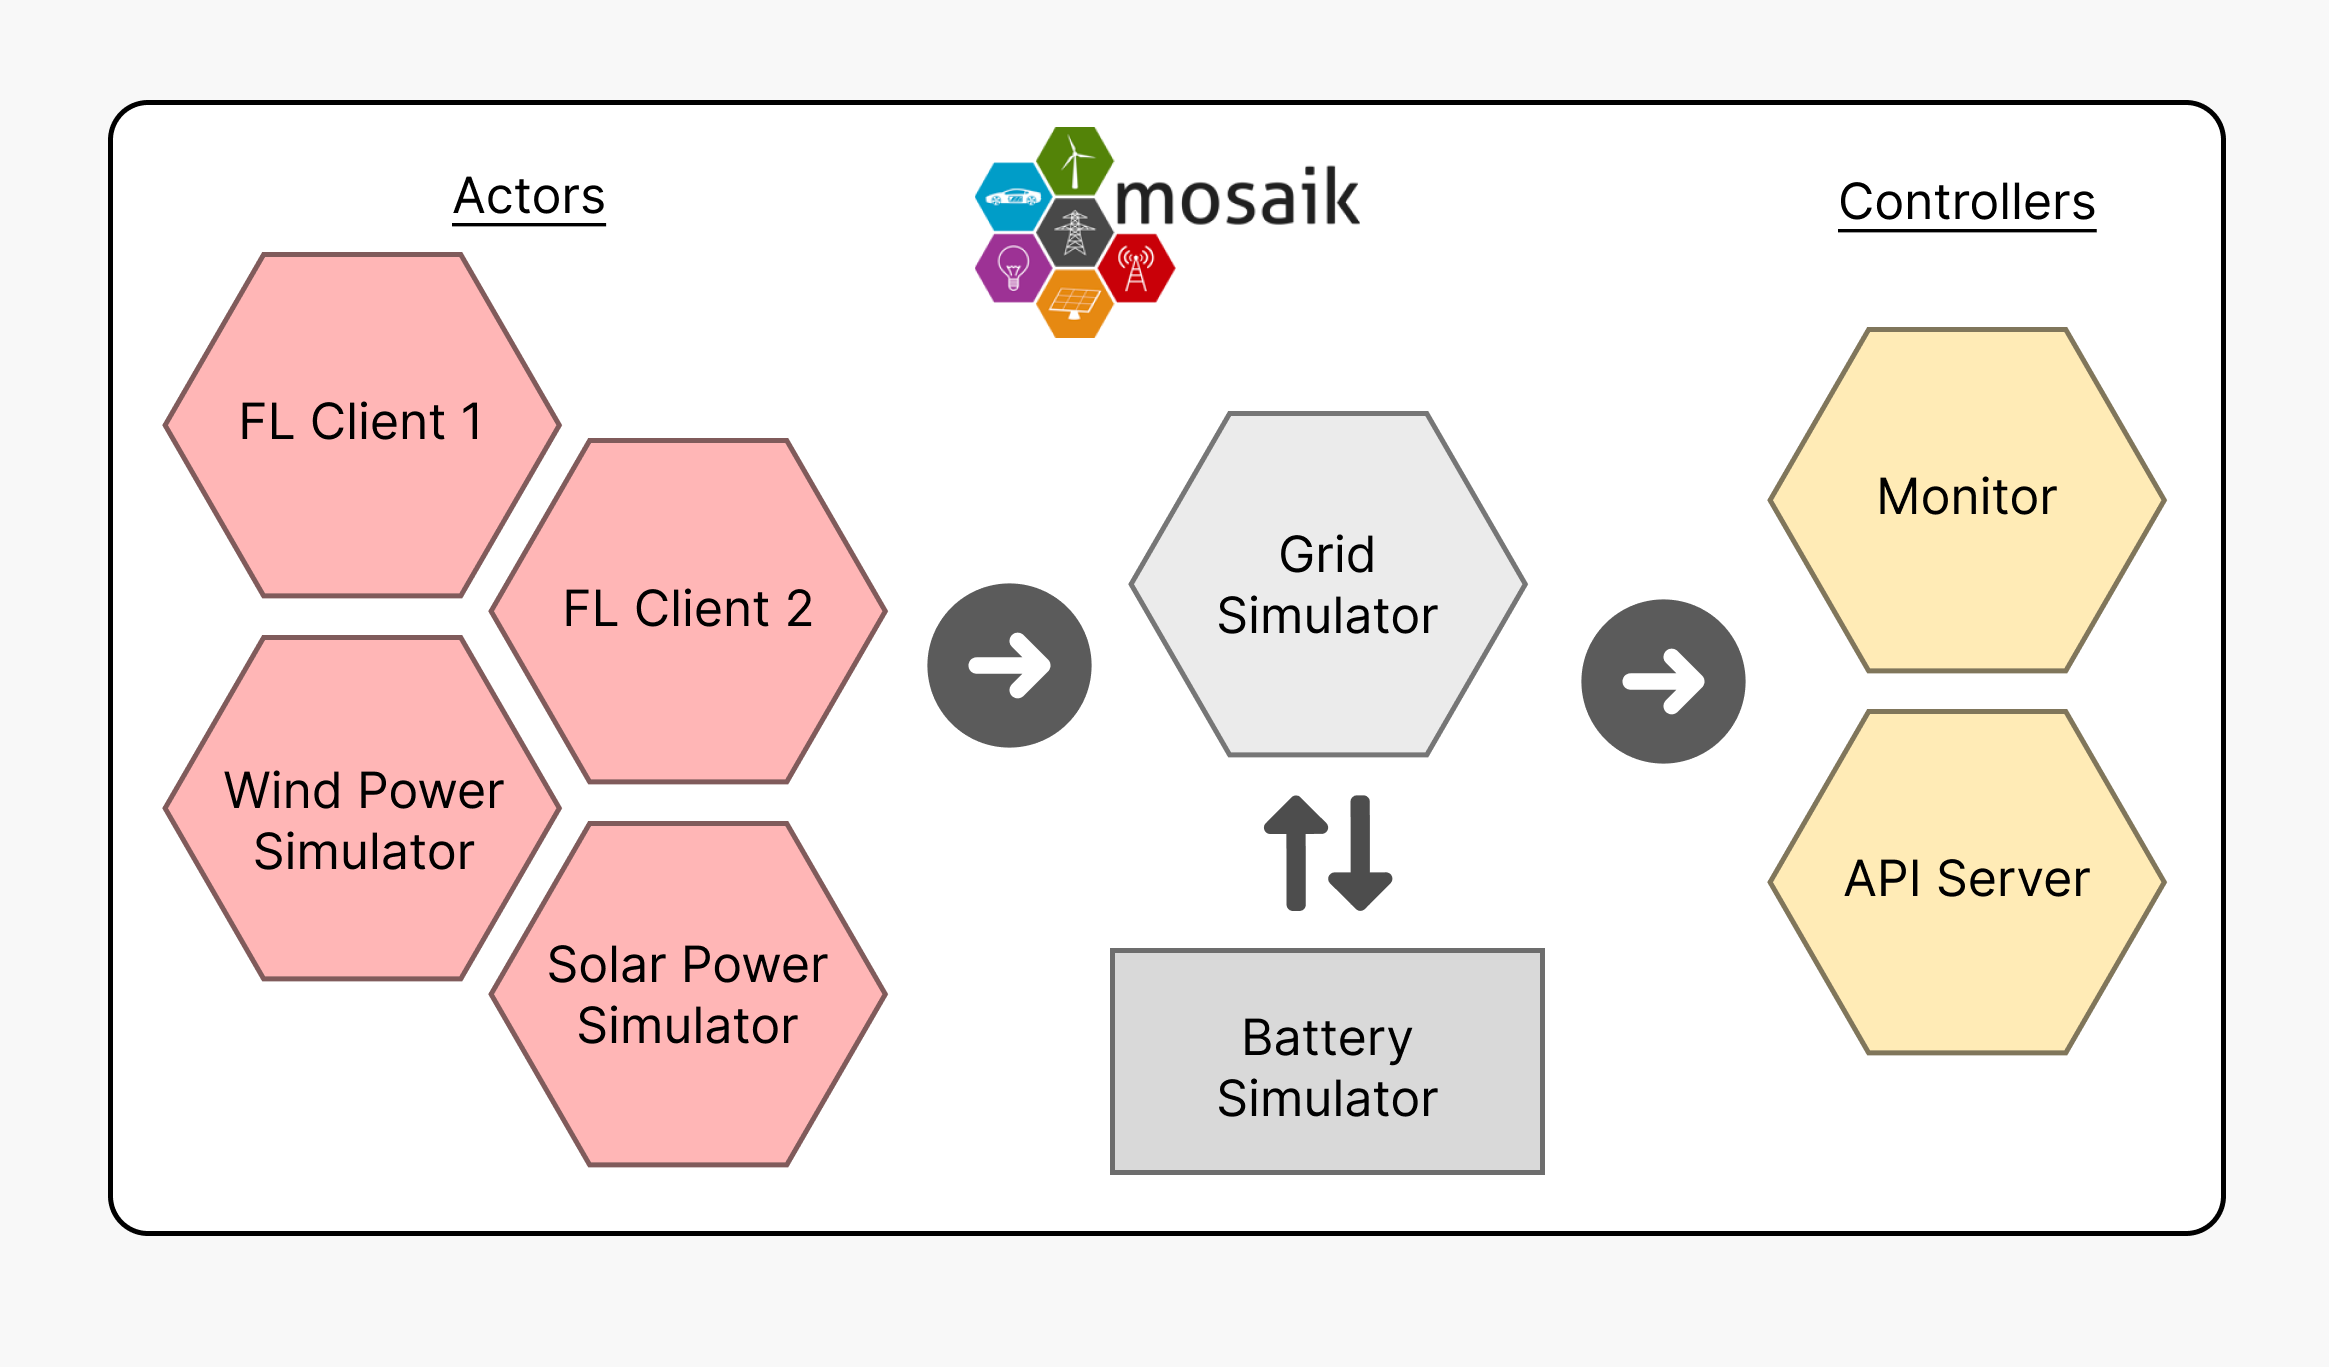 mosaik
Actors
FL Client 1
FL Client 2
Wind Power
Simulator
Solar Power
Simulator
Grid
Simulator
Battery
Simulator
Controllers
Monitor
API Server